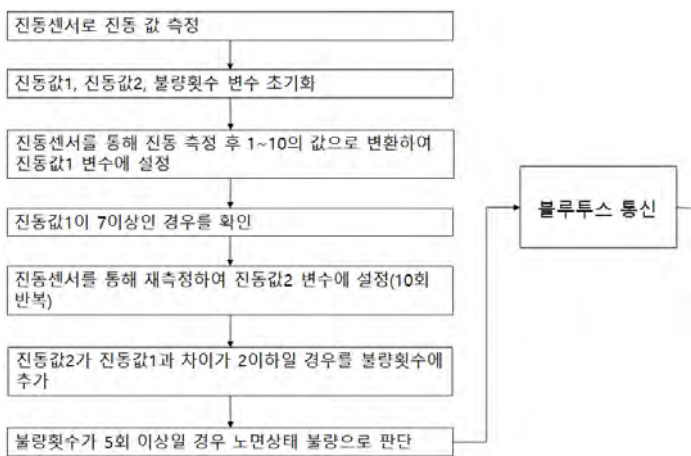 진동센서로 진동 값 측정
진동값1, 진동값2, 불량횟수 변수 초기화
진동센서를 통해 진동 측정 후 1~10의 값으로 변환하여
진동값1 변수에 설정
진동값1이 7이상인 경우를 확인
진동센서를 통해 재측정하여 진동값2 변수에 설정(10회
반복)
진동값2가 진동값1과 차이가 2이하일 경우를 불량횟수에
추가
불량횟수가 5회 이상일 경우 노면상태 불량으로 판단
블루투스 통신